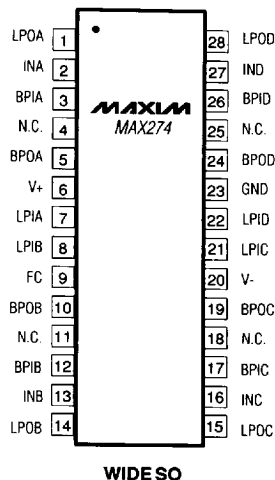 LPOA 1
INA 2
BPIA 3
N.C. 4
BPOA 5
V+ 6
LPIA 7
LPIB 8
FC 9
BPOB 10
N.C. 11
BPIB 12
INB 13
LPOB 14
MAXIM
MAX274
28 LPOD
27 IND
26 BPID
25 N.C.
24 BPOD
23 GND
22 LPID
21 LPIC
20 V-
19 BPOC
18 N.C.
17 BPIC
16 INC
15 LPOC
WIDE SO